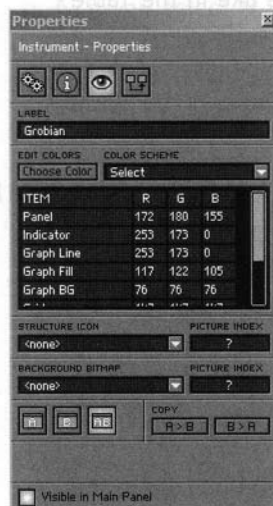 Properties
Instrument - Properties
LABEL
Grobian
EDIT COLORS COLOR SCHEME
Choose Color Select
ITEM R G B
Panel 172 180 155
Indicator 253 173 0
Graph Line 253 173 0
Graph Fill 117 122 105
Graph BG 76 76 76
STRUCTURE ICON PICTURE INDEX
<none> ?
BACKGROUND BITMAP PICTURE INDEX
<none> ?
COPY
A B AB A > B B > A
Visible in Main Panel